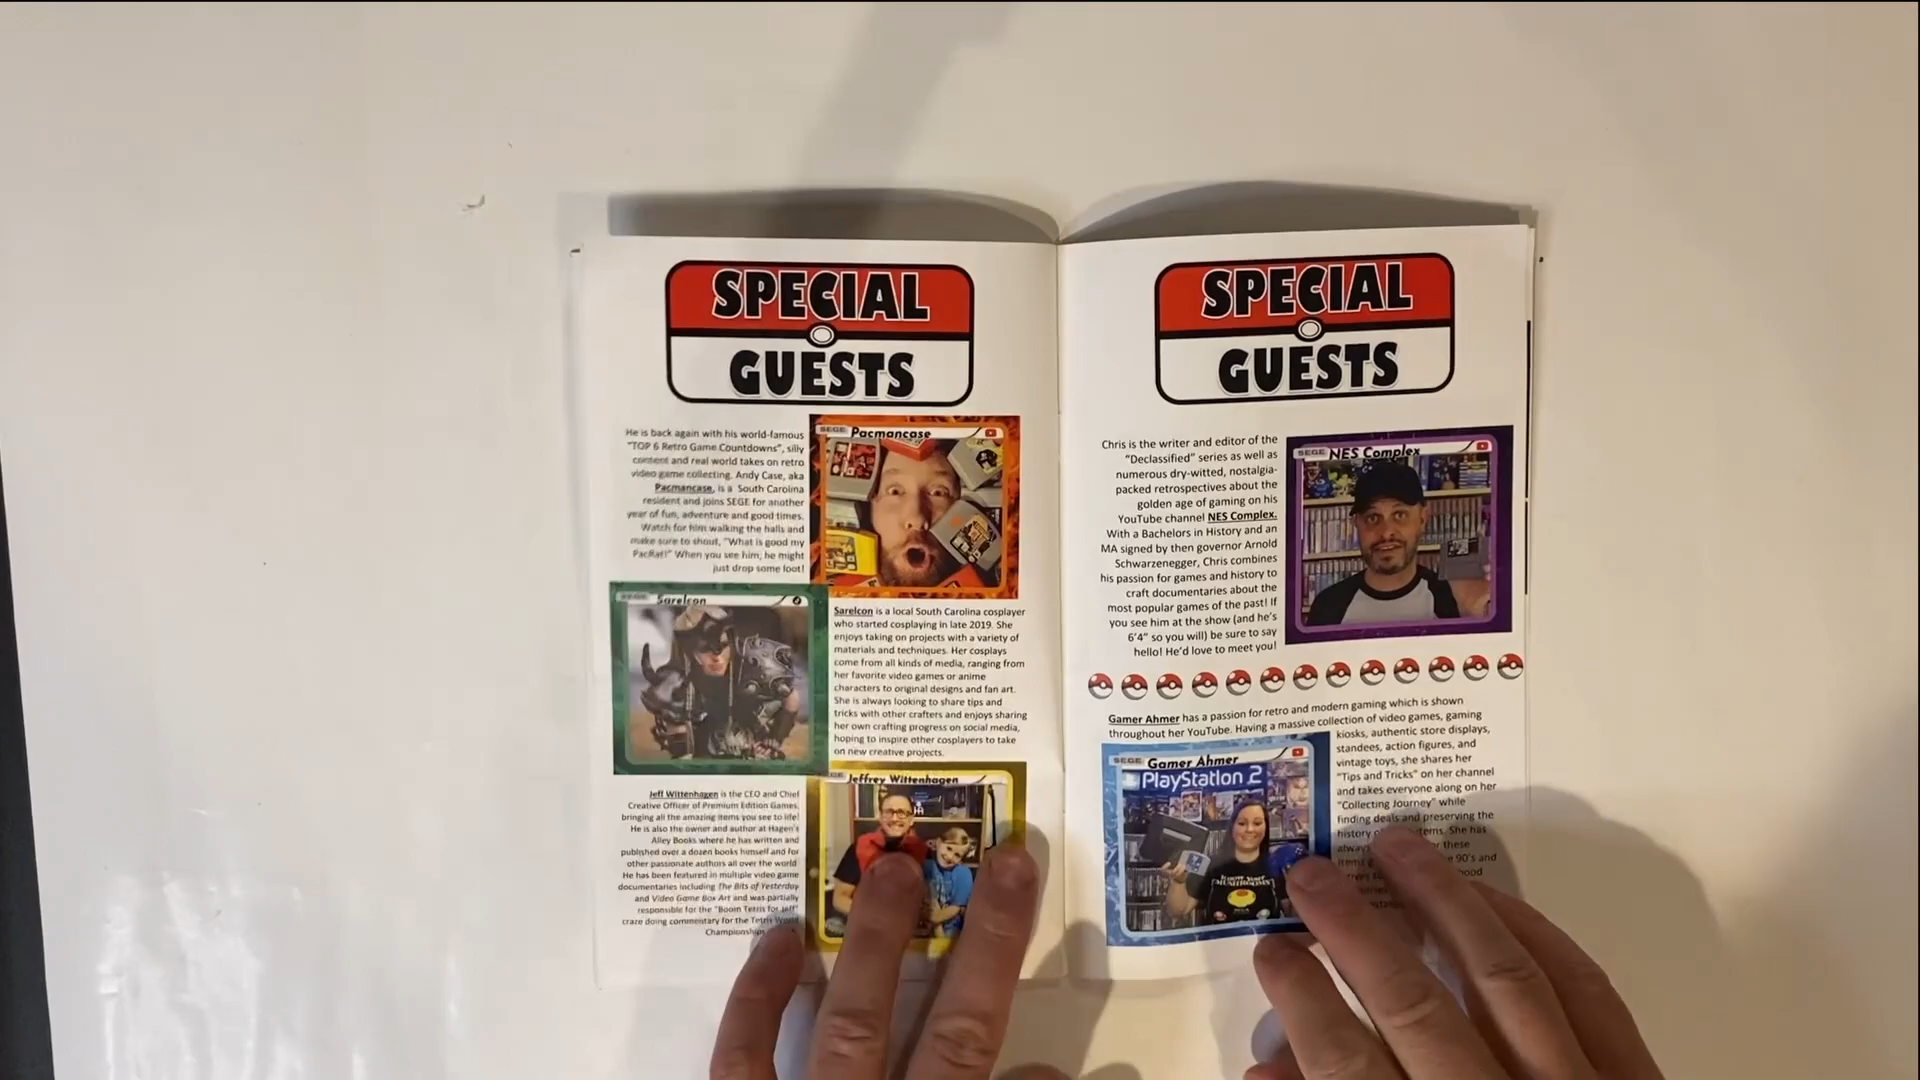 SPECIAL
GUESTS
He is back again with his world-famous
"TOP 6 Retro Game Countdowns", silly
content and real world takes on retro
video game collecting. Andy Case, aka
Pacmancase, is a South Carolina
resident and joins SEGE for another
year of fun, adventure and good times.
Watch for him walking the halls and
make sure to shout, "What is good my
PacRat!" When you see him, he might
just drop some loot!
SEGE Pacmancase
SEGE Sarelcon
Sarelcon is a local South Carolina cosplayer
who started cosplaying in late 2019. She
enjoys taking on projects with a variety of
materials and techniques. Her cosplays
come from all kinds of media, ranging from
her favorite video games or anime
characters to original designs and fan art.
She is always looking to share tips and
tricks with other crafters and enjoys sharing
her own crafting progress on social media,
hoping to inspire other cosplayers to take
on new creative projects.
Jeff Wittenhagen is the CEO and Chief
Creative Officer of Premium Edition Games,
bringing all the amazing items you see to life!
He is also the owner and author at Hagen's
Alley Books where he has written and
published over a dozen books himself and for
other passionate authors all over the world
He has been featured in multiple video game
documentaries including The Bits of Yesterday
and Video Game Box Art and was partially
responsible for the "Boom Tetris for Jeff"
craze doing commentary for the Tetris World
Championships
SEGE Jeffrey Wittenhagen
SPECIAL
GUESTS
Chris is the writer and editor of the
"Declassified" series as well as
numerous dry-witted, nostalgia-
packed retrospectives about the
golden age of gaming on his
YouTube channel NES Complex.
With a Bachelors in History and an
MA signed by then governor Arnold
Schwarzenegger, Chris combines
his passion for games and history to
craft documentaries about the
most popular games of the past! If
you see him at the show (and he's
6'4" so you will) be sure to say
hello! He'd love to meet you!
SEGE NES Complex
Gamer Ahmer has a passion for retro and modern gaming which is shown
throughout her YouTube. Having a massive collection of video games, gaming
kiosks, authentic store displays,
standees, action figures, and
vintage toys, she shares her
"Tips and Tricks" on her channel
and takes everyone along on her
"Collecting Journey" while
finding deals and preserving the
history items. She has
these
90's and
SEGE Gamer Ahmer
PlayStation 2
MUSHROOMS